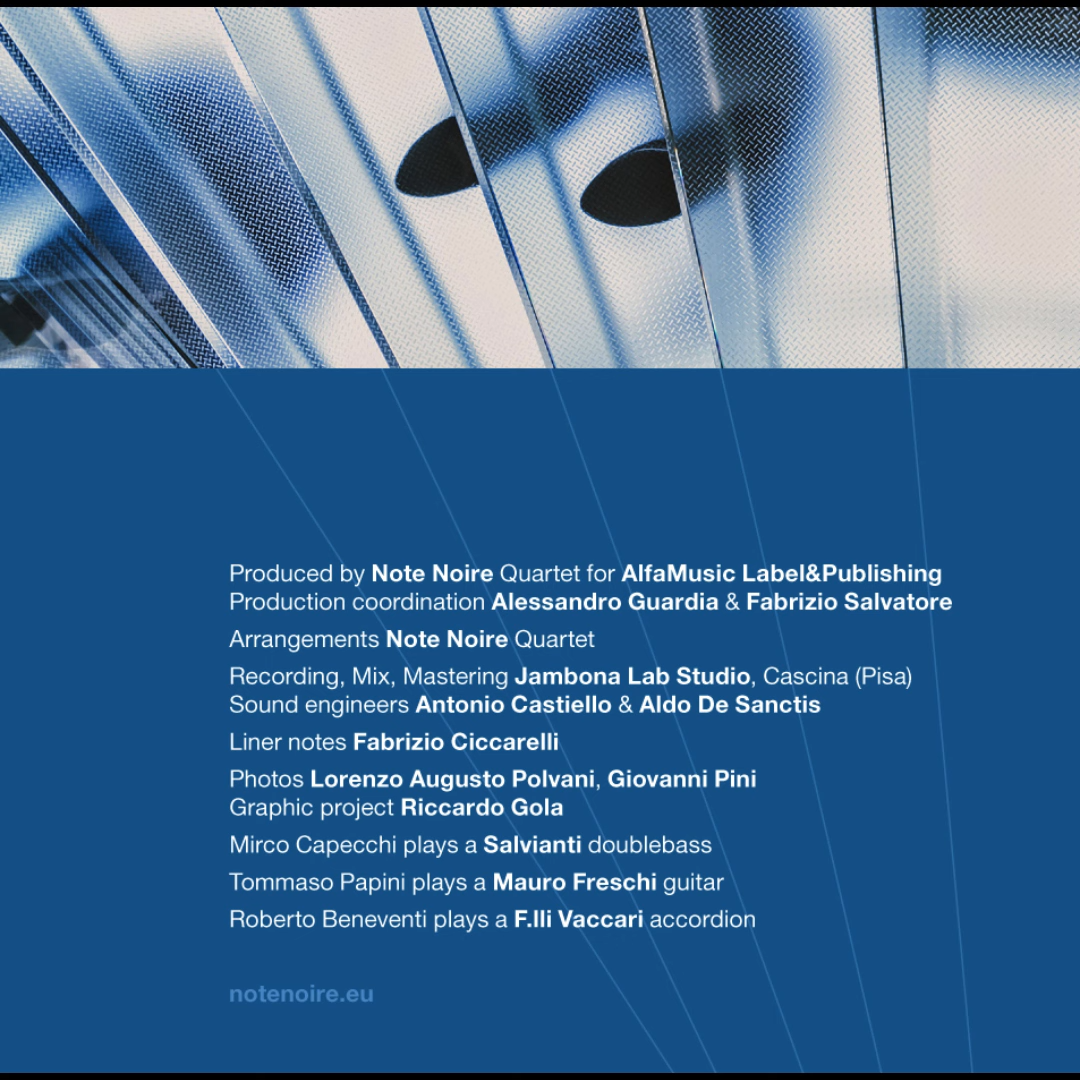 Produced by Note Noire Quartet for AlfaMusic Label&Publishing
Production coordination Alessandro Guardia & Fabrizio Salvatore
Arrangements Note Noire Quartet
Recording, Mix, Mastering Jambona Lab Studio, Cascina (Pisa)
Sound engineers Antonio Castiello & Aldo De Sanctis
Liner notes Fabrizio Ciccarelli
Photos Lorenzo Augusto Polvani, Giovanni Pini
Graphic project Riccardo Gola
Mirco Capecchi plays a Salvianti doublebass
Tommaso Papini plays a Mauro Freschi guitar
Roberto Beneventi plays a F.lli Vaccari accordion
notenoire.eu